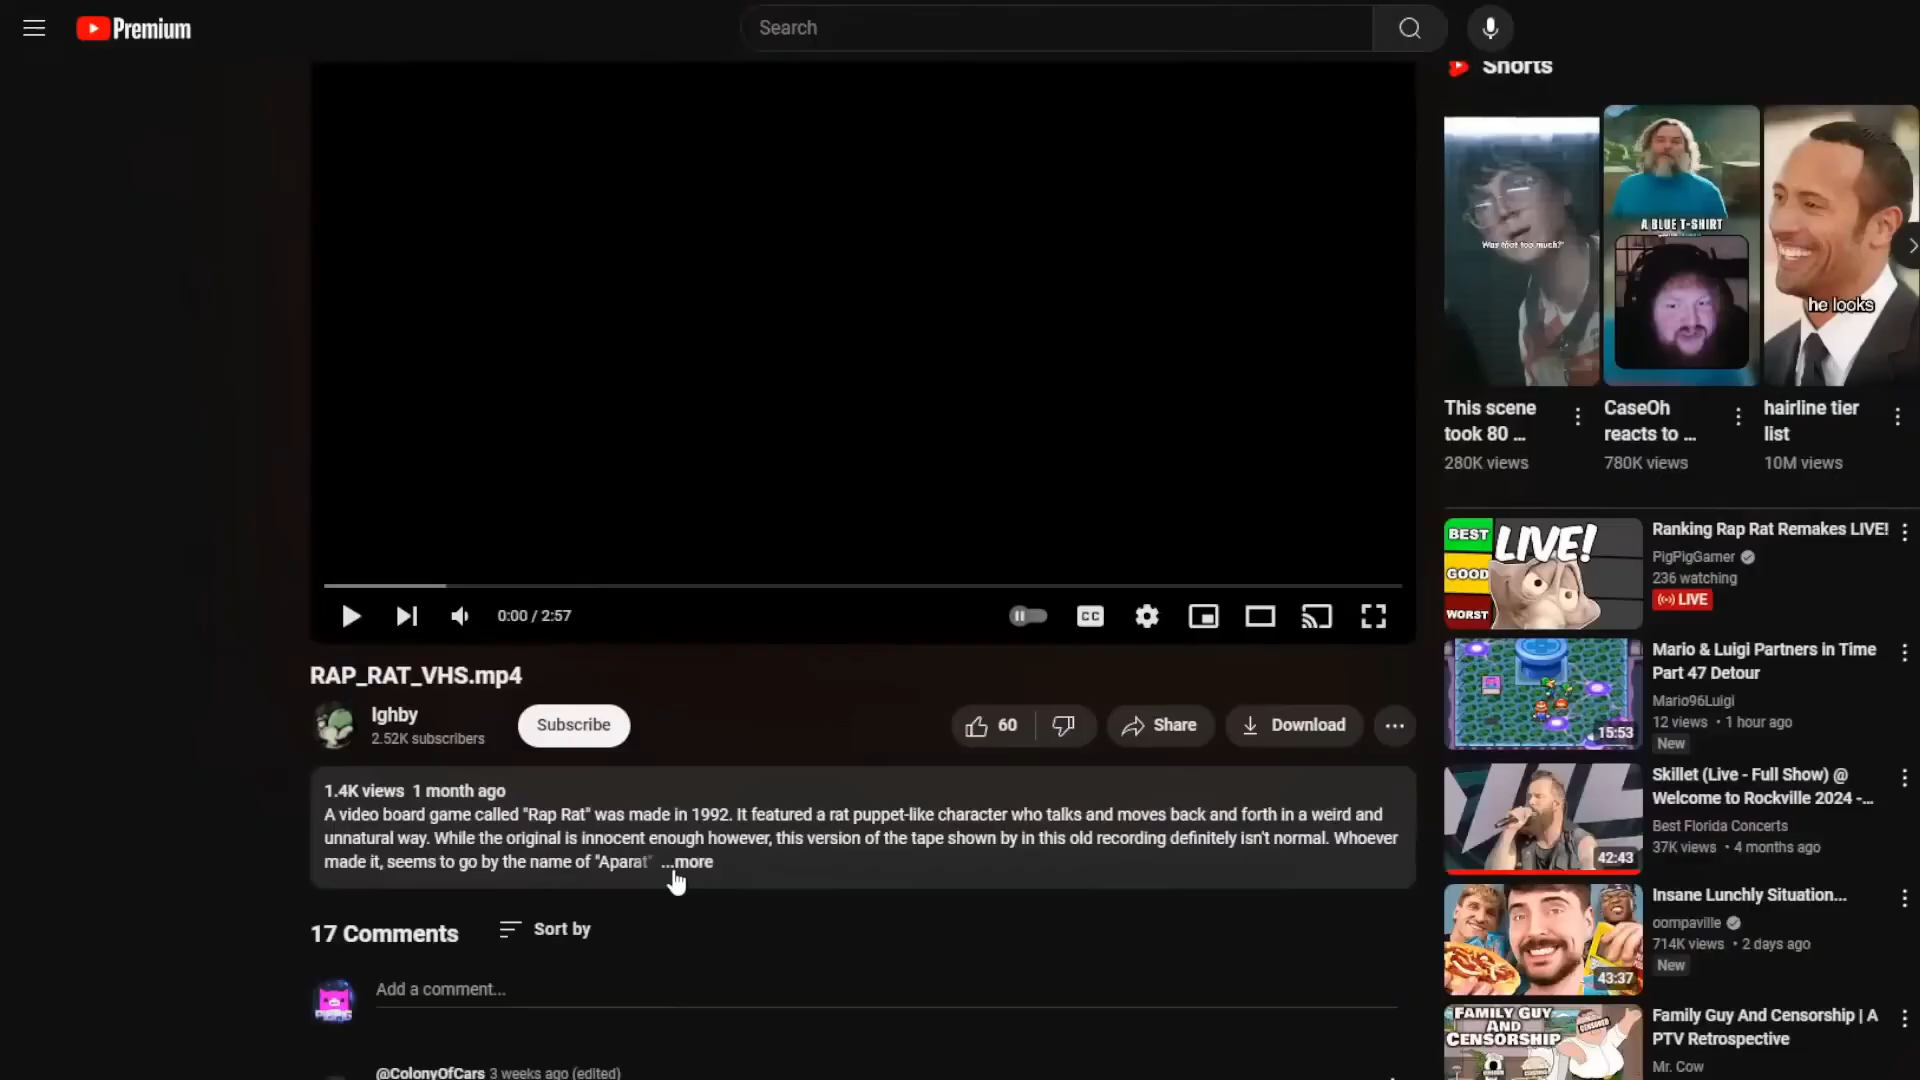 Premium
Search
Shorts
Was that too much?
A BLUE T-SHIRT
he looks
This scene
took 80 ...
280K views
CaseOh
reacts to ...
780K views
hairline tier
list
10M views
CC
0:00 / 2:57
RAP_RAT_VHS.mp4
Ighby
2.52K subscribers
Subscribe
60
Share
Download
1.4K views 1 month ago
A video board game called "Rap Rat" was made in 1992. It featured a rat puppet-like character who talks and moves back and forth in a weird and
unnatural way. While the original is innocent enough however, this version of the tape shown by in this old recording definitely isn't normal. Whoever
made it, seems to go by the name of "Aparat" ...more
17 Comments
Sort by
Add a comment...
@ColonyOfCars 3 weeks ago (edited)
BEST
GOOD
WORST
LIVE!
Ranking Rap Rat Remakes LIVE!
PigPigGamer
236 watching
LIVE
15:53
Mario & Luigi Partners in Time
Part 47 Detour
Mario96Luigi
12 views • 1 hour ago
New
42:43
Skillet (Live - Full Show) @
Welcome to Rockville 2024 -...
Best Florida Concerts
37K views • 4 months ago
43:37
Insane Lunchly Situation...
oompaville
714K views • 2 days ago
New
FAMILY GUY
AND
CENSORSHIP
CENSORED
Family Guy And Censorship | A
PTV Retrospective
Mr. Cow